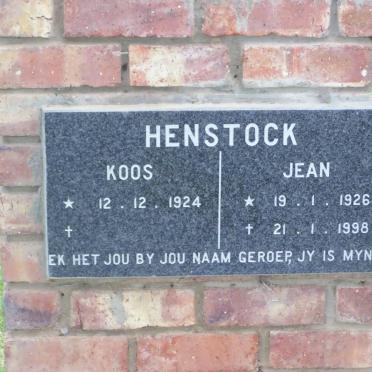 HENSTOCK
KOOS JEAN
★ 12 . 12 . 1924 ★ 19 . 1 . 1926
† † 21 . 1 . 1998
EK HET JOU BY JOU NAAM GEROEP, JY IS MYN